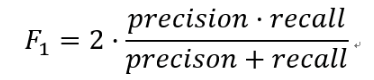 F₁ = 2 · precision · recall / precison + recall